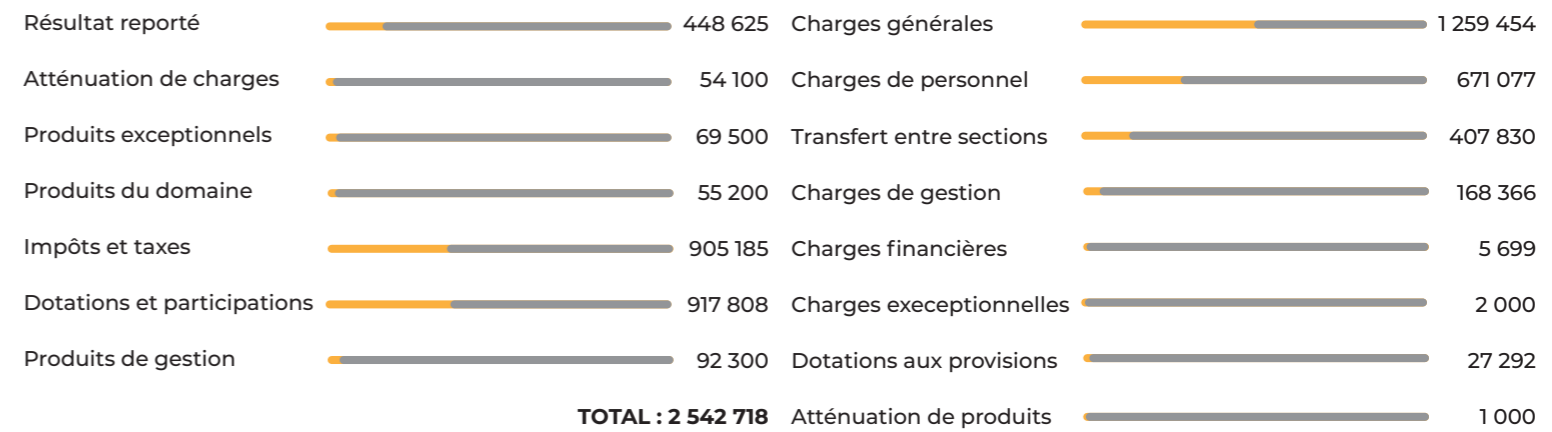 Résultat reporté 448 625
Atténuation de charges 54 100
Produits exceptionnels 69 500
Produits du domaine 55 200
Impôts et taxes 905 185
Dotations et participations 917 808
Produits de gestion 92 300
TOTAL : 2 542 718
Charges générales 1 259 454
Charges de personnel 671 077
Transfert entre sections 407 830
Charges de gestion 168 366
Charges financières 5 699
Charges execeptionnelles 2 000
Dotations aux provisions 27 292
Atténuation de produits 1 000